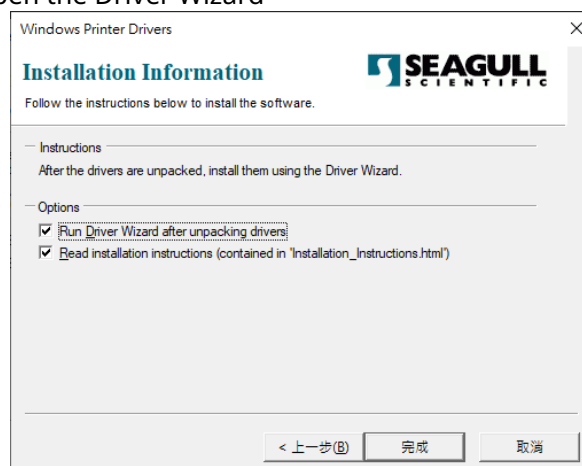 en the Driver Wizard
Windows Printer Drivers
Installation Information
SEAGULL
SCIENTIFIC
Follow the instructions below to install the software.
Instructions
After the drivers are unpacked, install them using the Driver Wizard.
Options
Run Driver Wizard after unpacking drivers
Read installation instructions (contained in 'Installation_Instructions.html')
< 上一步(B)
完成
取消